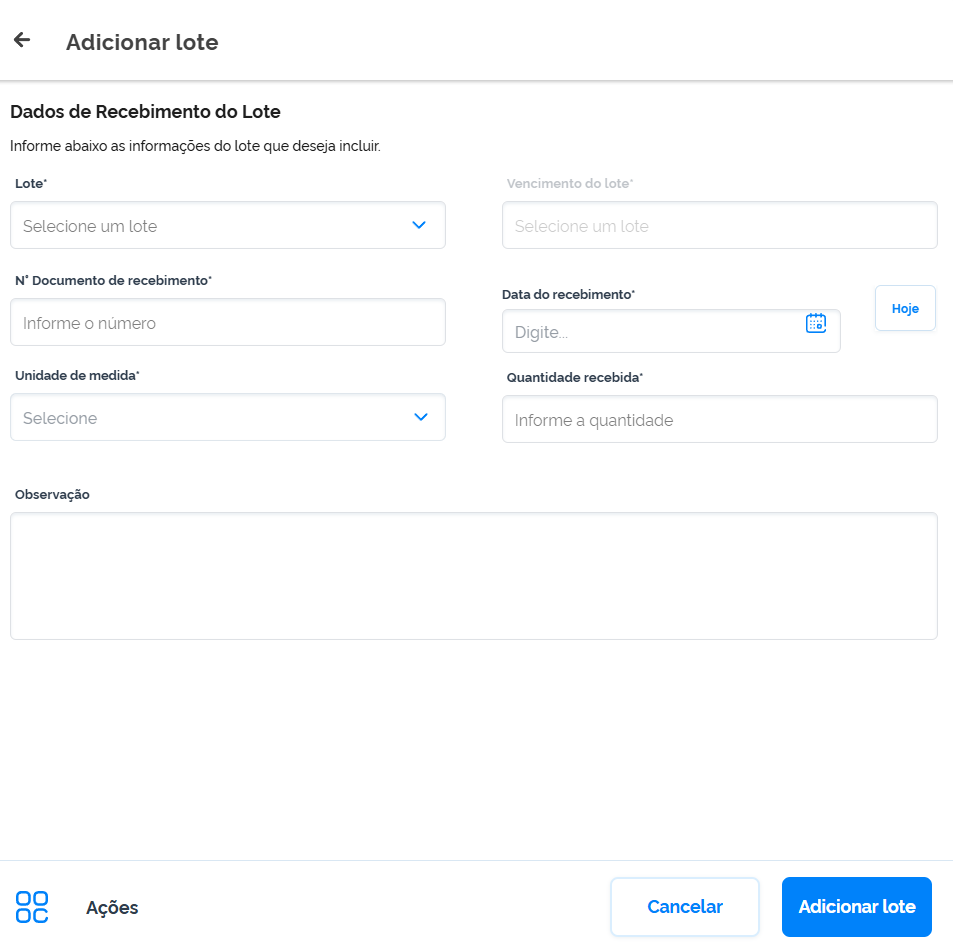 Adicionar lote
Dados de Recebimento do Lote
Informe abaixo as informações do lote que deseja incluir.
Lote*
Vencimento do lote*
Selecione um lote
Selecione um lote
N° Documento de recebimento*
Data do recebimento*
Informe o número
Digite...
Hoje
Unidade de medida*
Quantidade recebida*
Selecione
Informe a quantidade
Observação
Ações
Cancelar
Adicionar lote